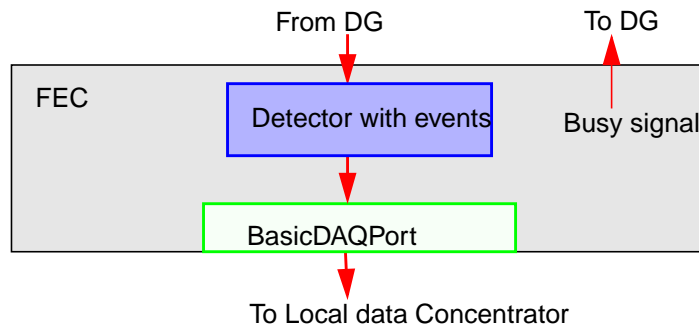 From DG
To DG
FEC
Detector with events
Busy signal
BasicDAQPort
To Local data Concentrator